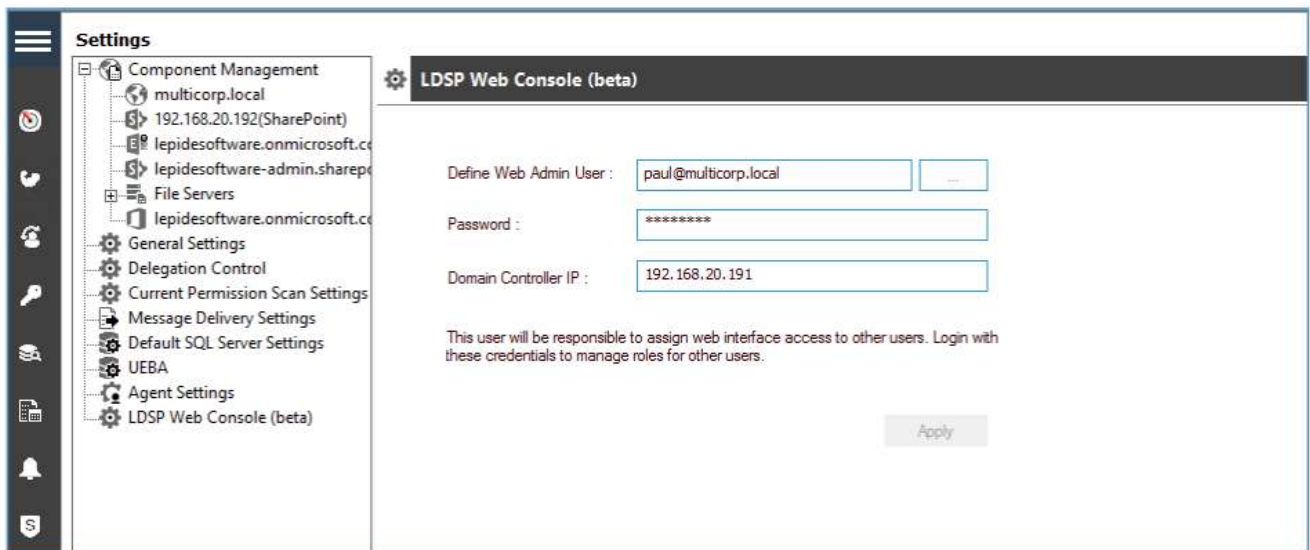 Settings
Component Management
multicorp.local
192.168.20.192(SharePoint)
lepidesoftware.onmicrosoft.co
lepidesoftware-admin.sharepo
File Servers
lepidesoftware.onmicrosoft.co
General Settings
Delegation Control
Current Permission Scan Settings
Message Delivery Settings
Default SQL Server Settings
UEBA
Agent Settings
LDSP Web Console (beta)
LDSP Web Console (beta)
Define Web Admin User : paul@multicorp.local ...
Password : ********
Domain Controller IP : 192.168.20.191
This user will be responsible to assign web interface access to other users. Login with
these credentials to manage roles for other users.
Apply
S